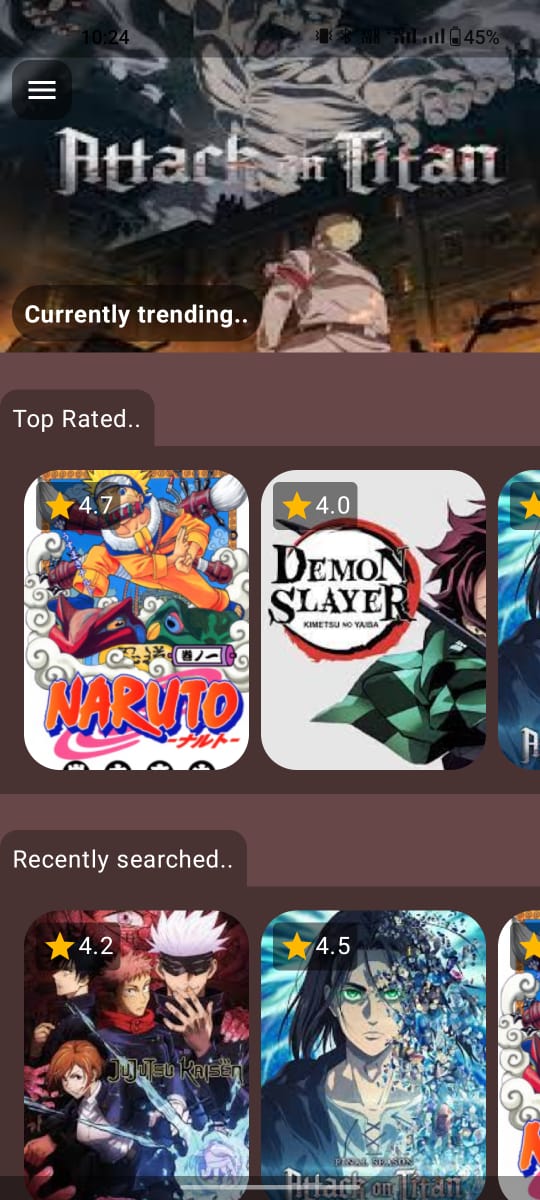 10:24
45%
Attack on Titan
Currently trending..
Top Rated..
4.7
4.0
巻ノ一
NARUTO
-ナルト-
DEMON
SLAYER
KIMETSU NO YAIBA
Recently searched..
4.2
4.5
JUJUTSU KAISEN
FINAL SEASON
Attack on Titan